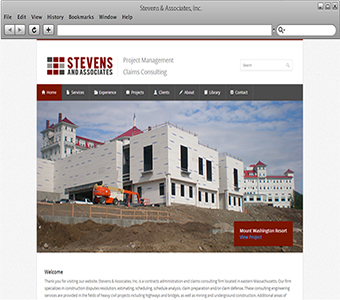 Stevens & Associates, Inc.
File Edit View History Bookmarks Window Help
STEVENS
AND ASSOCIATES
Project Management
Claims Consulting
Search
Home Services Experience Projects Clients About Library Contact
Mount Washington Resort
View Project
Welcome
Thank you for visiting our website. Stevens & Associates, Inc. is a contracts administration and claims consulting firm located in eastern Massachusetts. Our firm
specializes in construction disputes resolution, estimating, scheduling, schedule analysis, claim preparation and/or claim defense. These consulting engineering
services are provided in the fields of heavy civil projects including highways and bridges, as well as mining and underground construction. Additional areas of